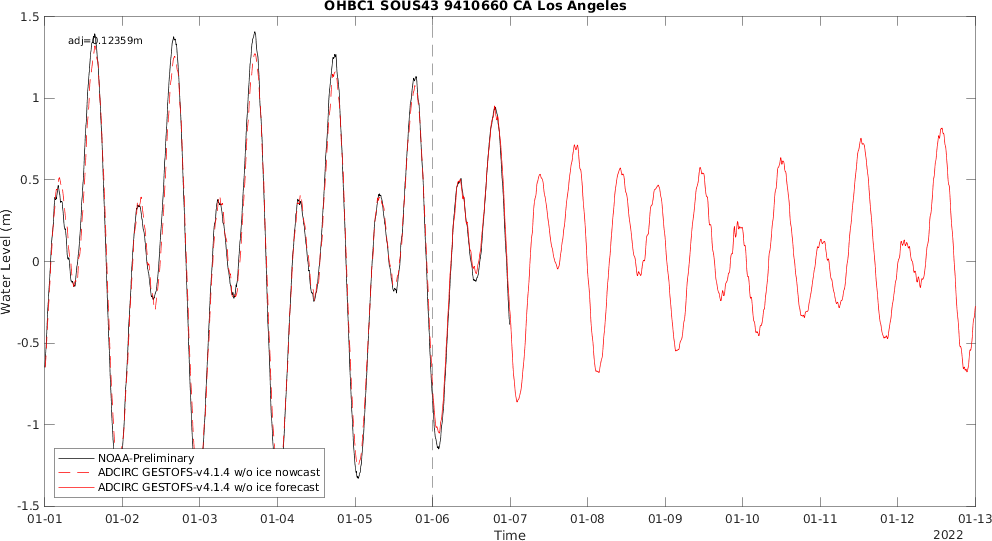 OHBC1 SOUS43 9410660 CA Los Angeles
adj=0.12359m
Water Level (m)
1.5
1
0.5
0
-0.5
-1
-1.5
NOAA-Preliminary
ADCIRC GESTOFS-v4.1.4 w/o ice nowcast
ADCIRC GESTOFS-v4.1.4 w/o ice forecast
01-01 01-02 01-03 01-04 01-05 01-06 01-07 01-08 01-09 01-10 01-11 01-12 01-13
Time
2022